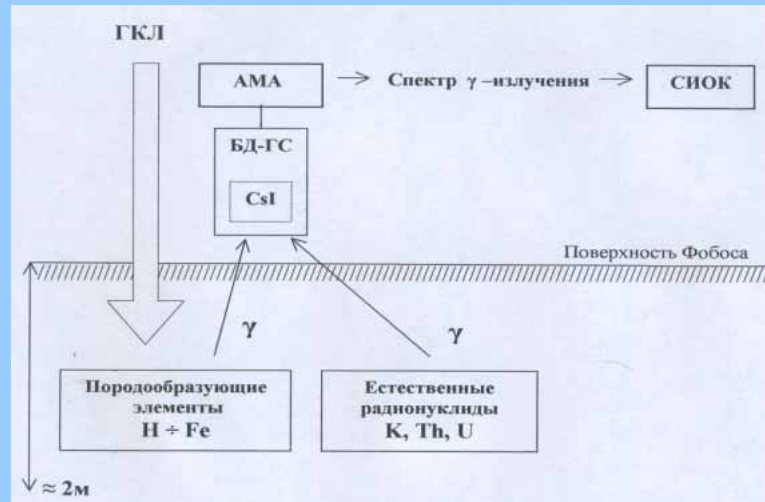 ГКЛ
АМА
Спектр γ –излучения
СИОК
БД-ГС
CsI
Поверхность Фобоса
γ
γ
Породообразующие
элементы
H ÷ Fe
Естественные
радионуклиды
K, Th, U
≈ 2м